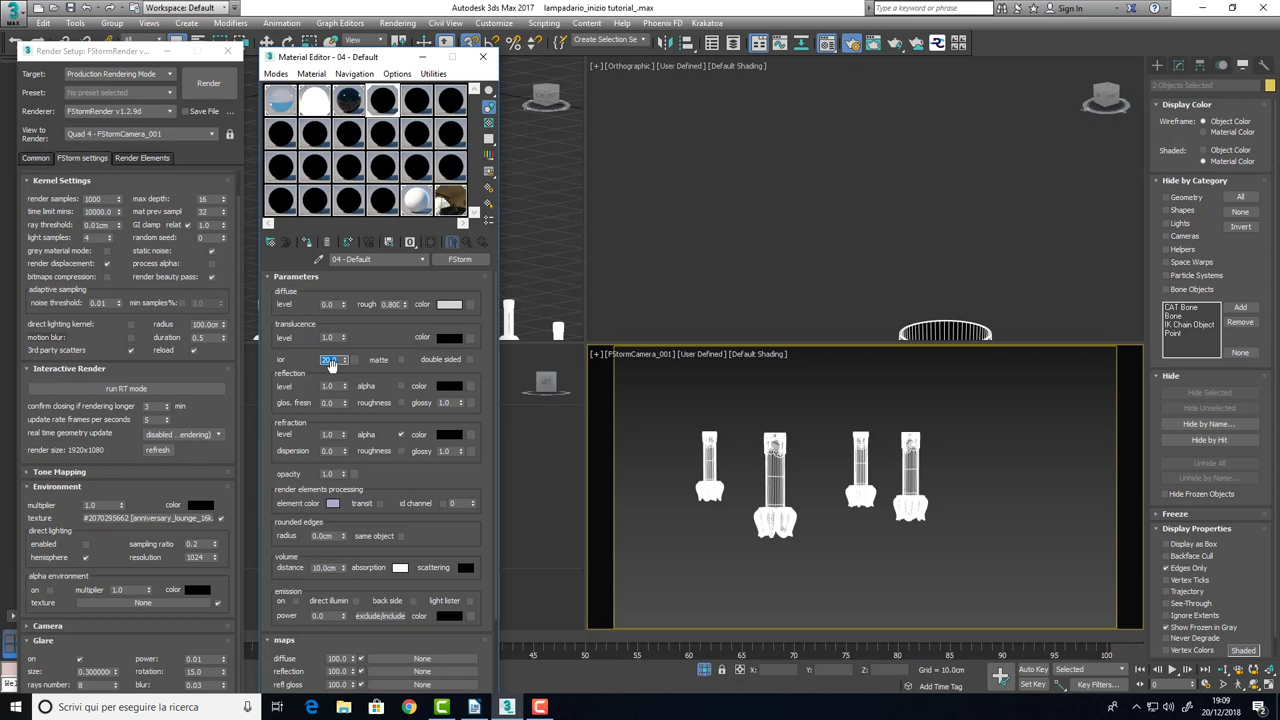 Workspace: Default
Autodesk 3ds Max 2017    lampadario_inizio tutorial_.max
Type a keyword or phrase
Sign In
File Edit Create Modifiers Animation Graph Editors Rendering Civil View Customize Scripting Content Phoenix FD Krakatoa
View
Create Selection Se
Render Setup: FStormRender v...
Target: Production Rendering Mode
Render
Preset: No preset selected
Renderer: FStormRender v1.2.9d
Save File ...
View to
Render: Quad 4 - FStormCamera_001
Common FStorm settings Render Elements
Kernel Settings
render samples: 1000 max depth: 16
time limit mins: 10000.0 mat prev sampl 32
ray threshold: 0.01cm GI clamp relat 1.0
light samples: 4 random seed: 0
grey material mode: static noise:
render displacement: process alpha:
bitmaps compression: render beauty pass:
adaptive sampling
noise threshold: 0.01 min samples% 3.0
direct lighting kernel: radius 100.0cm
motion blur: duration 0.5
3rd party scatters reload
Interactive Render
run RT mode
confirm closing if rendering longer 3 min
update rate frames per seconds 5
real time geometry update disabled ...endering)
render size: 1920x1080 refresh
Tone Mapping
Environment
multiplier 1.0 color
texture #2070295662 [anniversary_lounge_16k.
direct lighting
enabled sampling ratio 0.2
hemisphere resolution 1024
alpha environment
on multiplier 1.0 color
texture None
Camera
Glare
on power: 0.01
size: 0.300000 rotation: 15.0
rays number: 8 blur: 0.03
Material Editor - 04 - Default
Modes Material Navigation Options Utilities
04 - Default FStorm
Parameters
diffuse
level 0.0 rough 0.800 color
translucence
level 1.0 color
ior 20.0 matte double sided
reflection
level 1.0 alpha color
glos. fresn 0.0 roughness glossy 1.0
refraction
level 1.0 alpha color
dispersion 0.0 roughness glossy 1.0
opacity 1.0
render elements processing
element color transit id channel 0
rounded edges
radius 0.0cm same object
volume
distance 10.0cm absorption scattering
emission
on direct illumin back side light lister
power 0.0 exclude/include color
maps
diffuse 100.0 None
reflection 100.0 None
refl gloss 100.0 None
[+] [Orthographic] [User Defined] [Default Shading]
[+] [FStormCamera_001] [User Defined] [Default Shading]
2 Objects Selected
Display Color
Wireframe: Object Color
Material Color
Shaded: Object Color
Material Color
Hide by Category
Geometry All
Shapes None
Lights Invert
Cameras
Helpers
Space Warps
Particle Systems
Bone Objects
CAT Bone
Bone
IK Chain Object
Point
Add
Remove
None
Hide
Hide Selected
Hide Unselected
Hide by Name...
Hide by Hit
Unhide All
Unhide by Name...
Hide Frozen Objects
Freeze
Display Properties
Display as Box
Backface Cull
Edges Only
Vertex Ticks
Trajectory
See-Through
Ignore Extents
Show Frozen in Gray
Never Degrade
Vertex Colors Shaded
45 50 55 60 65 70 75 80 85 90 95 100
X: Y: Z: Grid = 10.0cm
Add Time Tag
Auto Key Selected
Set Key Key Filters...
0
Scrivi qui per eseguire la ricerca
19:09
20/12/2018